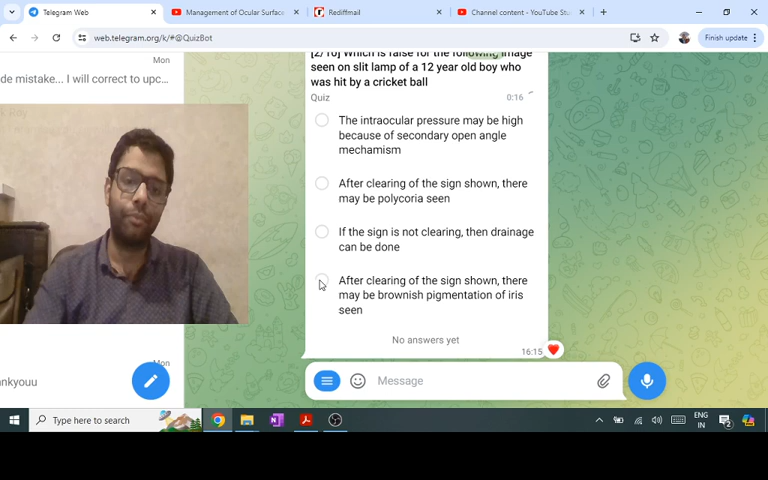 Telegram Web
Management of Ocular Surface
Rediffmail
Channel content - YouTube Stu
web.telegram.org/k/#@QuizBot
Finish update
Mon
de mistake... I will correct to upc...
[2/10] Which is false for the following image
seen on slit lamp of a 12 year old boy who
was hit by a cricket ball
Quiz
0:16
The intraocular pressure may be high
because of secondary open angle
mechamism
After clearing of the sign shown, there
may be polycoria seen
If the sign is not clearing, then drainage
can be done
After clearing of the sign shown, there
may be brownish pigmentation of iris
seen
No answers yet
16:15
Mon
ankyouu
Message
Type here to search
ENG
IN
2